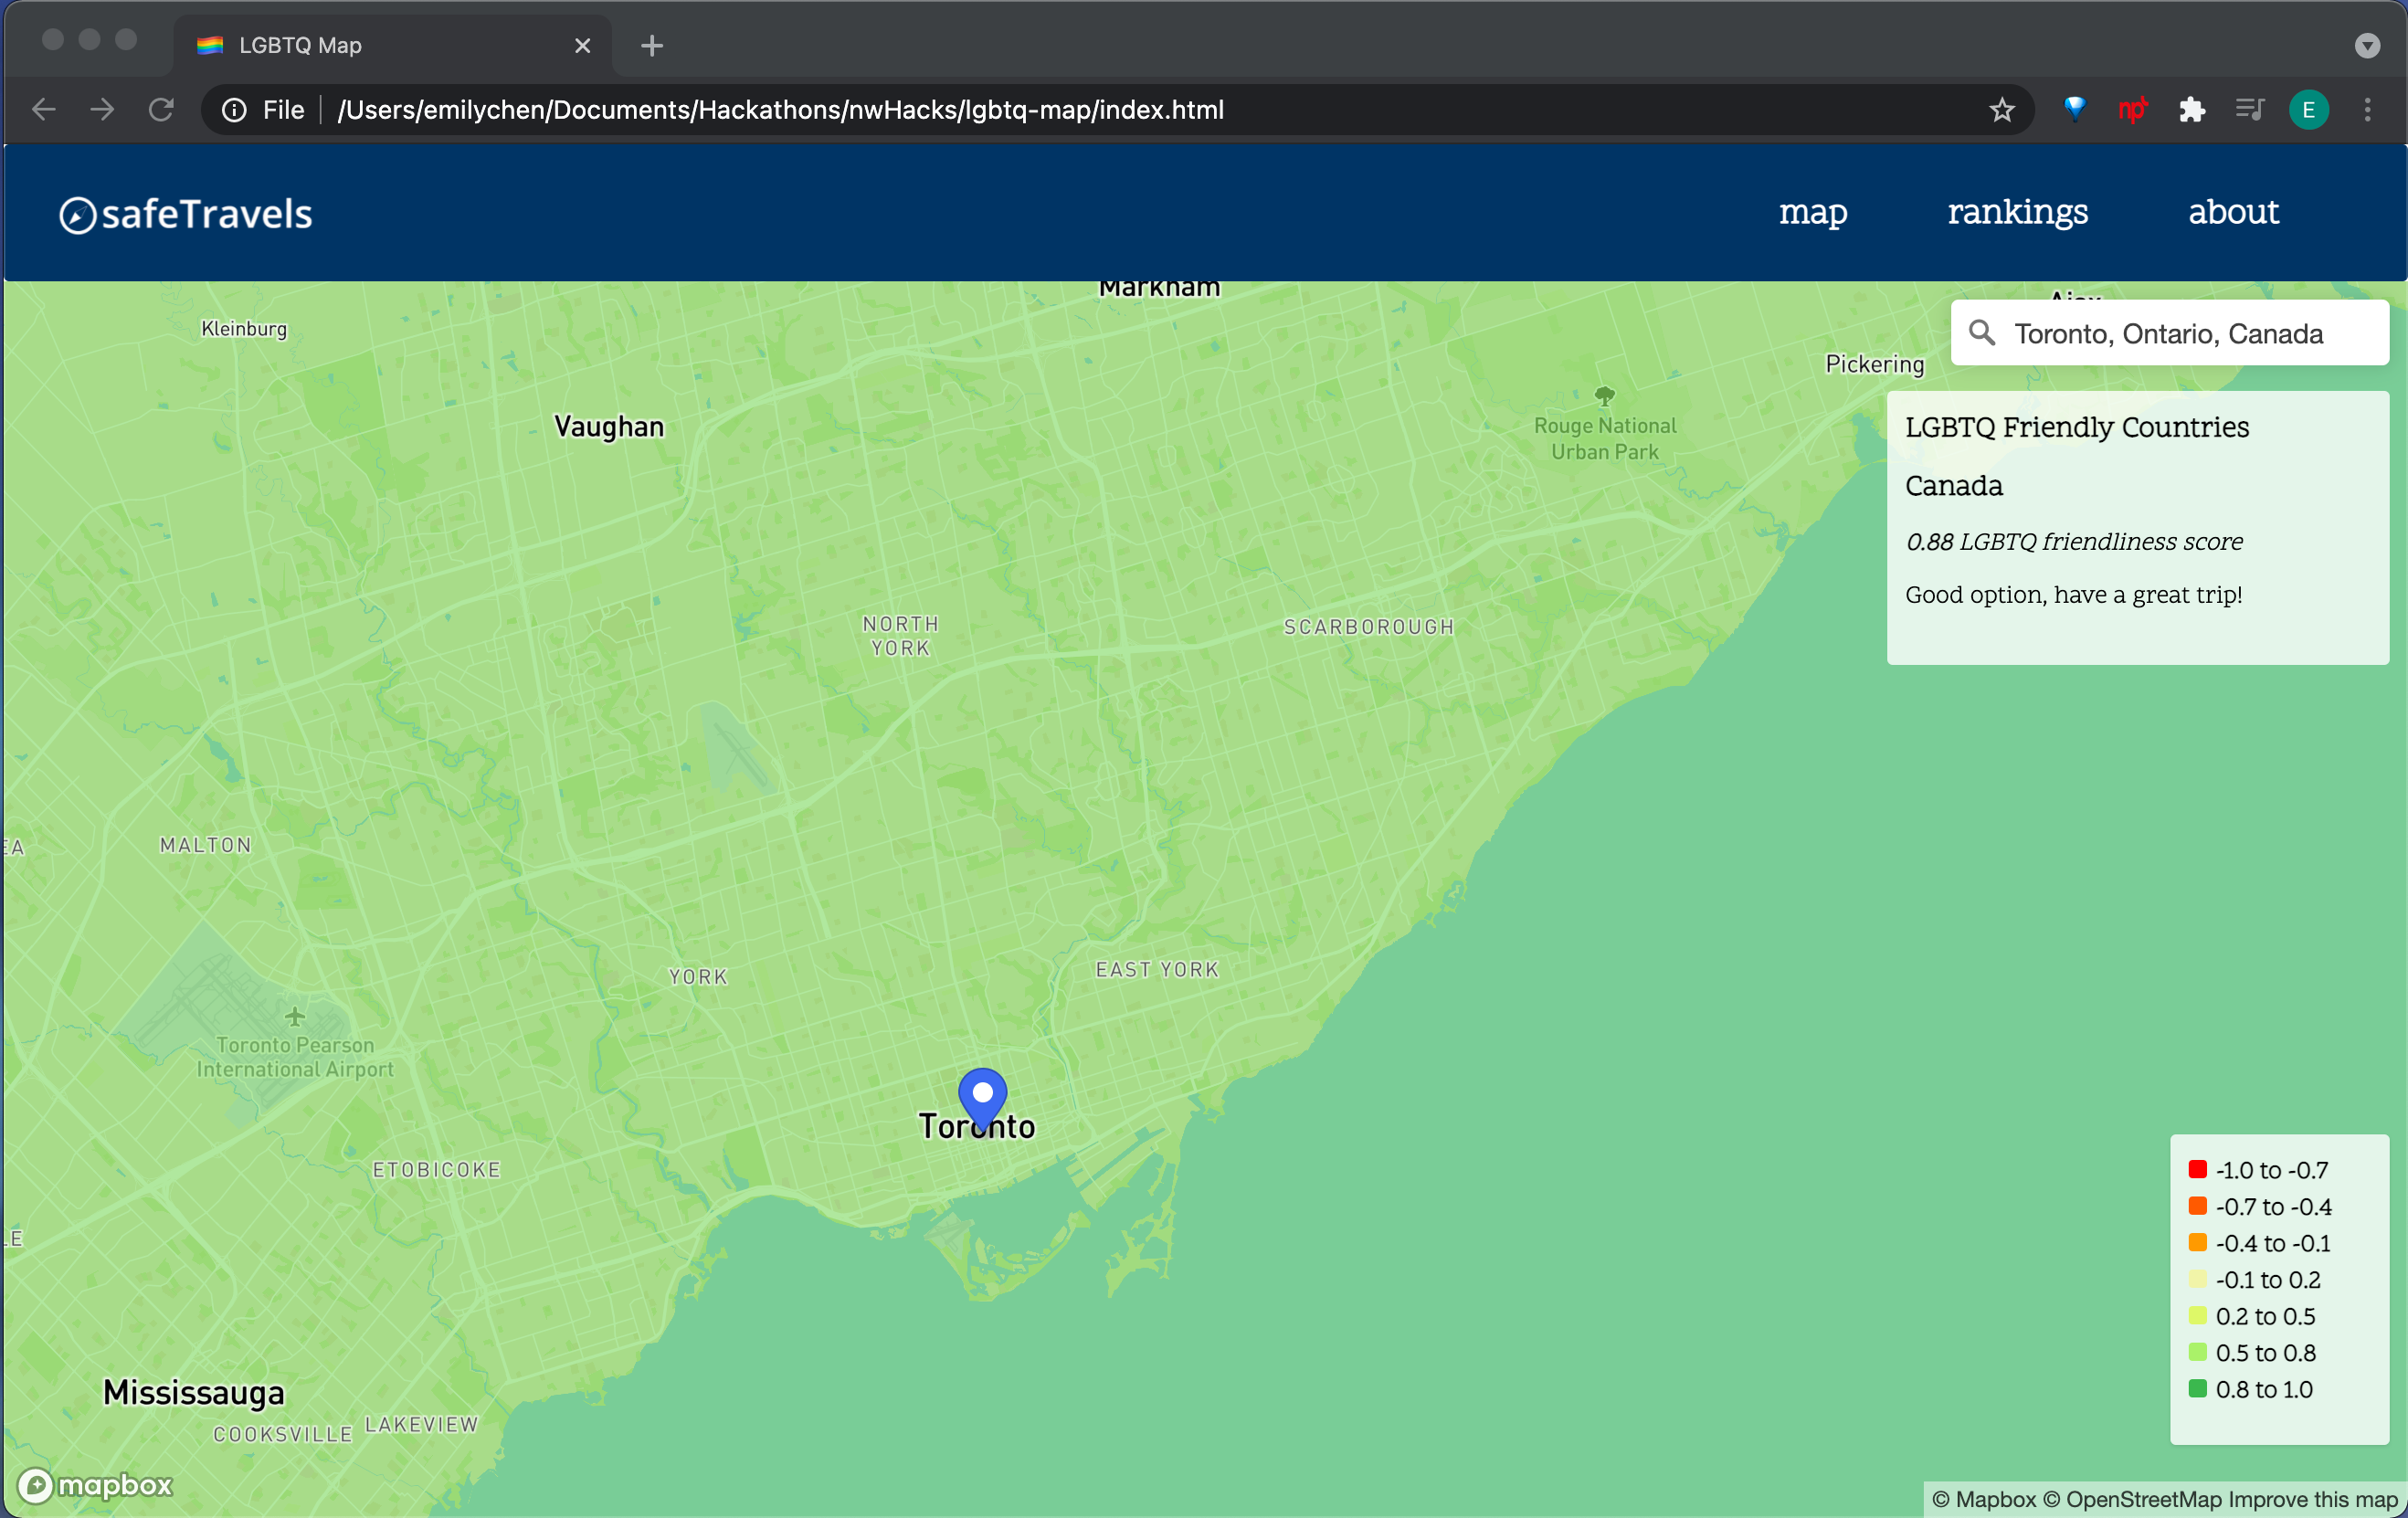 LGBTQ Map
File
/Users/emilychen/Documents/Hackathons/nwHacks/lgbtq-map/index.html
E
safeTravels
map
rankings
about
Markham
Ajax
Kleinburg
Toronto, Ontario, Canada
Pickering
Vaughan
Rouge National
Urban Park
LGBTQ Friendly Countries
Canada
0.88 LGBTQ friendliness score
Good option, have a great trip!
NORTH
YORK
SCARBOROUGH
EA
MALTON
YORK
EAST YORK
Toronto Pearson
International Airport
Toronto
ETOBICOKE
LE
-1.0 to -0.7
-0.7 to -0.4
-0.4 to -0.1
-0.1 to 0.2
0.2 to 0.5
0.5 to 0.8
0.8 to 1.0
Mississauga
COOKSVILLE
LAKEVIEW
mapbox
© Mapbox © OpenStreetMap Improve this map